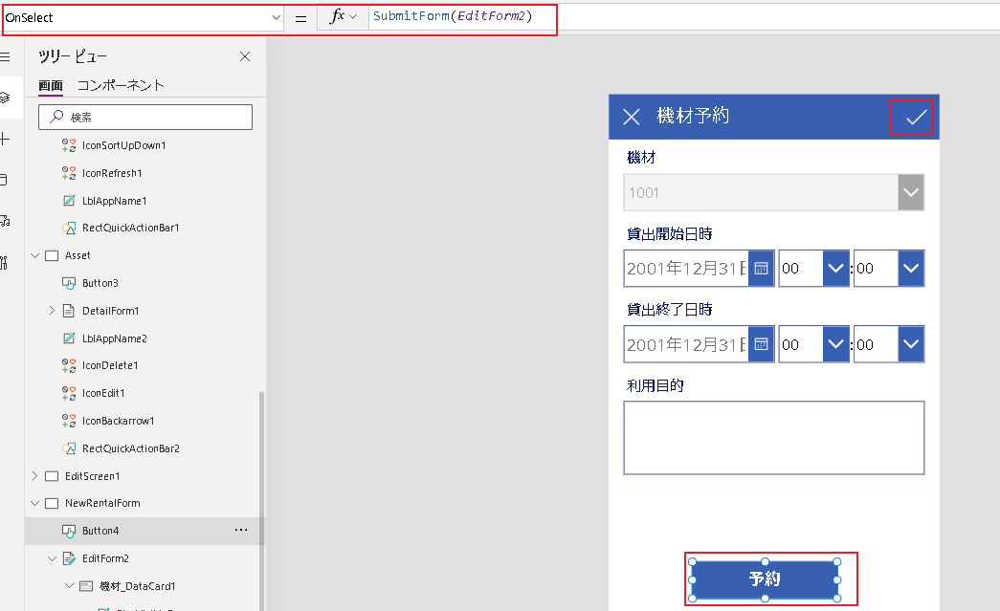 OnSelect = fx SubmitForm(EditForm2)
ツリー ビュー
画面 コンポーネント
検索
IconSortUpDown1
IconRefresh1
LblAppName1
RectQuickActionBar1
Asset
Button3
DetailForm1
LblAppName2
IconDelete1
IconEdit1
IconBackarrow1
RectQuickActionBar2
EditScreen1
NewRentalForm
Button4 ...
EditForm2
機材_DataCard1
機材予約
機材
1001
貸出開始日時
2001年12月31日 00 : 00
貸出終了日時
2001年12月31日 00 : 00
利用目的
予約